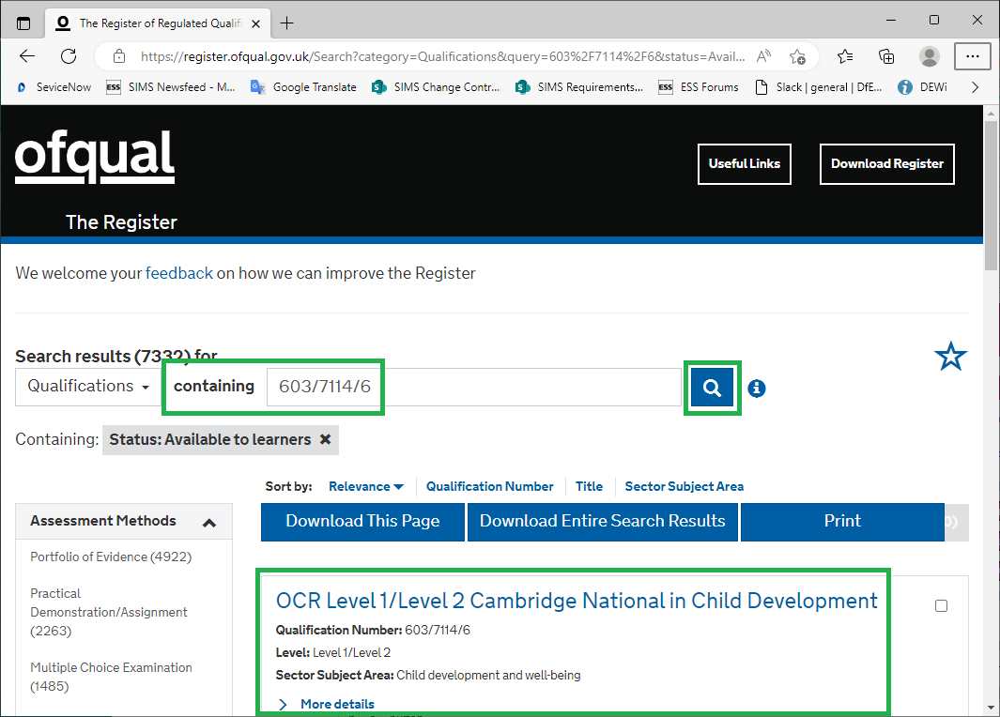 The Register of Regulated Qualif
https://register.ofqual.gov.uk/Search?category=Qualifications&query=603%2F7114%2F6&status=Avail...
SeviceNow
ESS SIMS Newsfeed - M...
Google Translate
S SIMS Change Contr...
S SIMS Requirements...
ESS ESS Forums
Slack | general | DfE...
DEWi
ofqual
Useful Links
Download Register
The Register
We welcome your feedback on how we can improve the Register
Search results (7332) for
Qualifications
containing
603/7114/6
Containing: Status: Available to learners ✖
Sort by: Relevance Qualification Number Title Sector Subject Area
Assessment Methods
Download This Page
Download Entire Search Results
Print
0)
Portfolio of Evidence (4922)
Practical
Demonstration/Assignment
(2263)
Multiple Choice Examination
(1485)
OCR Level 1/Level 2 Cambridge National in Child Development
Qualification Number: 603/7114/6
Level: Level 1/Level 2
Sector Subject Area: Child development and well-being
More details